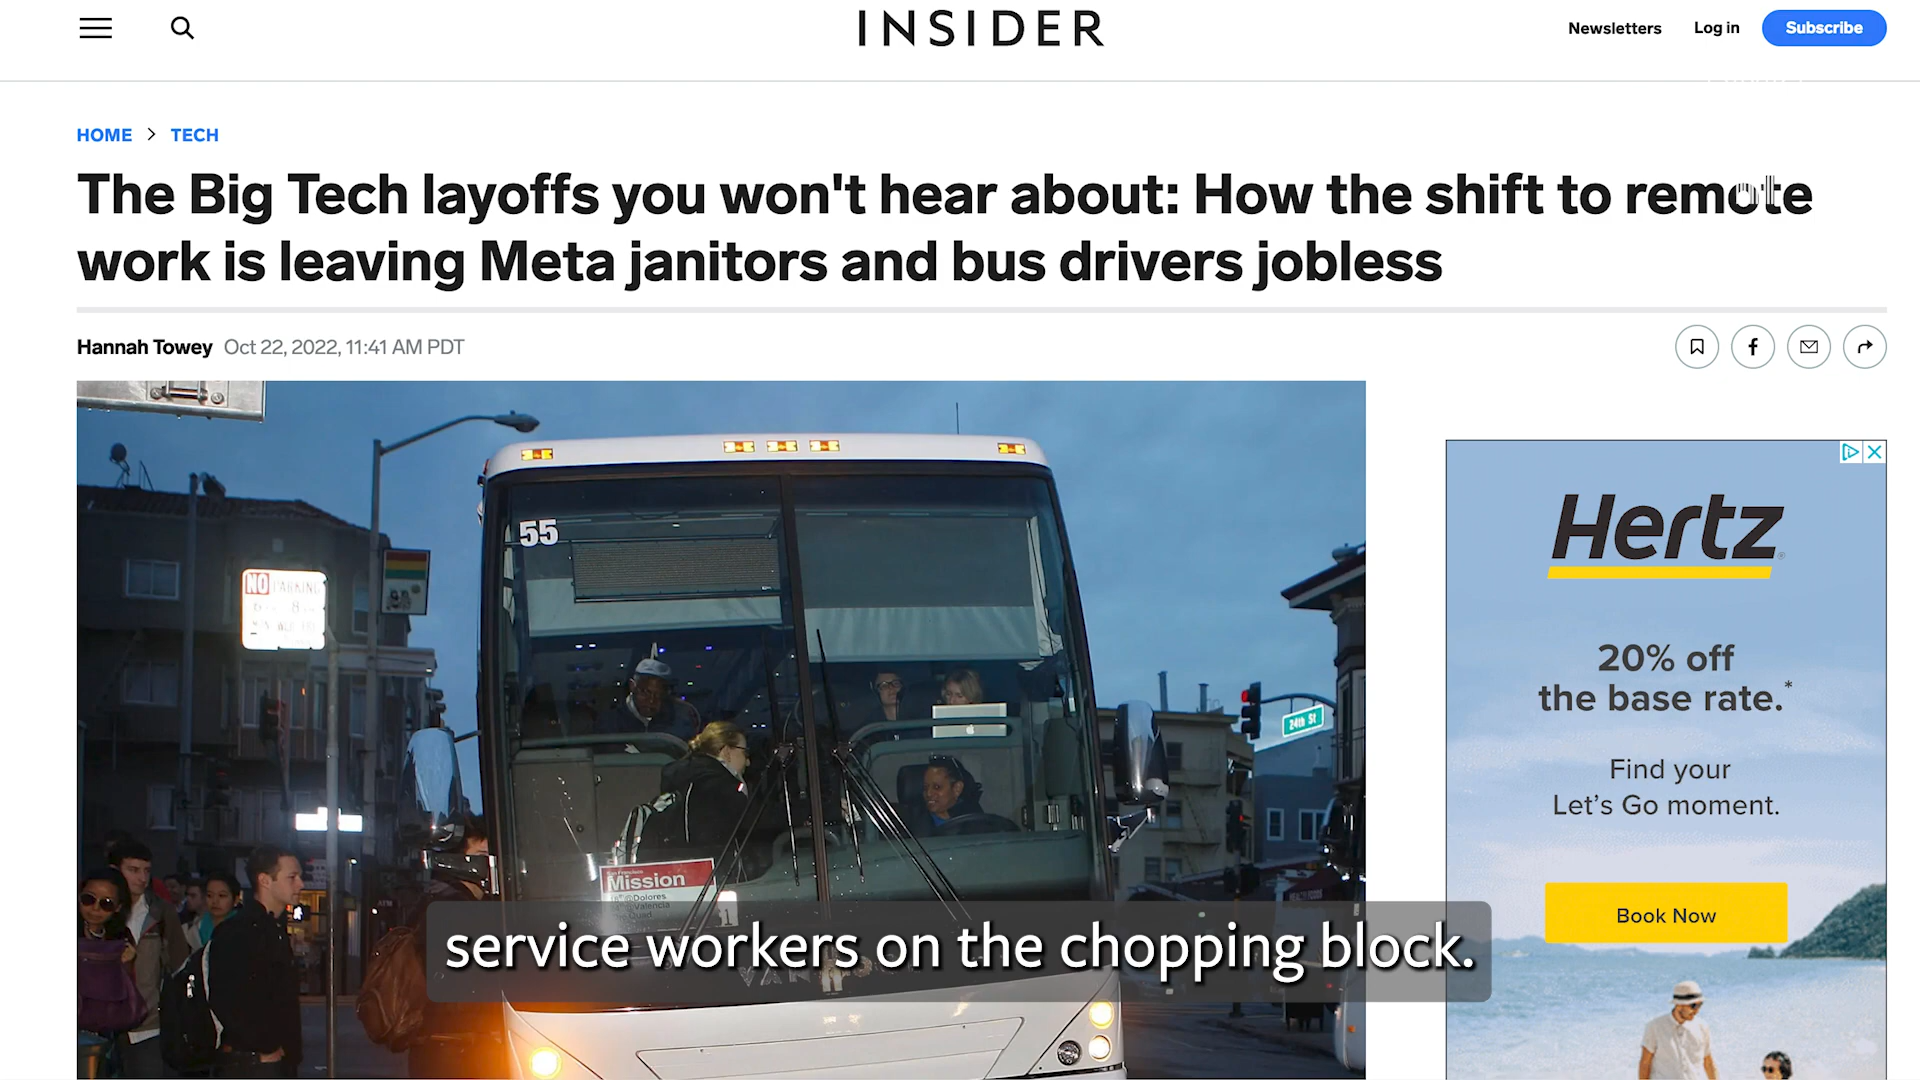 INSIDER
Newsletters
Log in
Subscribe
HOME > TECH
The Big Tech layoffs you won't hear about: How the shift to remote
work is leaving Meta janitors and bus drivers jobless
Hannah Towey Oct 22, 2022, 11:41 AM PDT
55
NO PARKING
24th St
Mission
Dolores
Valencia
Hertz
20% off
the base rate.*
Find your
Let's Go moment.
Book Now
service workers on the chopping block.